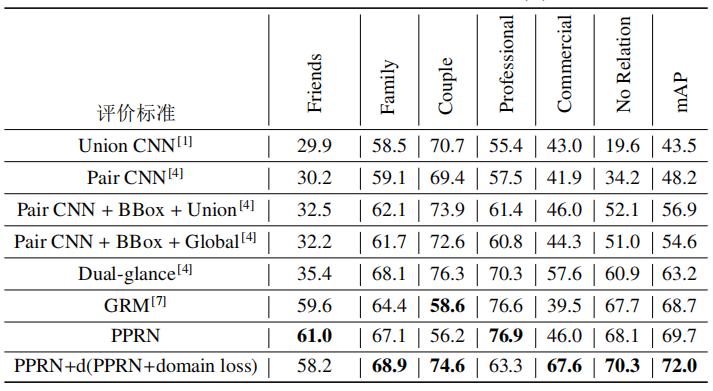 评价标准 Friends Family Couple Professional Commercial No Relation mAP
Union CNN[1] 29.9 58.5 70.7 55.4 43.0 19.6 43.5
Pair CNN[4] 30.2 59.1 69.4 57.5 41.9 34.2 48.2
Pair CNN + BBox + Union[4] 32.5 62.1 73.9 61.4 46.0 52.1 56.9
Pair CNN + BBox + Global[4] 32.2 61.7 72.6 60.8 44.3 51.0 54.6
Dual-glance[4] 35.4 68.1 76.3 70.3 57.6 60.9 63.2
GRM[7] 59.6 64.4 58.6 76.6 39.5 67.7 68.7
PPRN 61.0 67.1 56.2 76.9 46.0 68.1 69.7
PPRN+d(PPRN+domain loss) 58.2 68.9 74.6 63.3 67.6 70.3 72.0